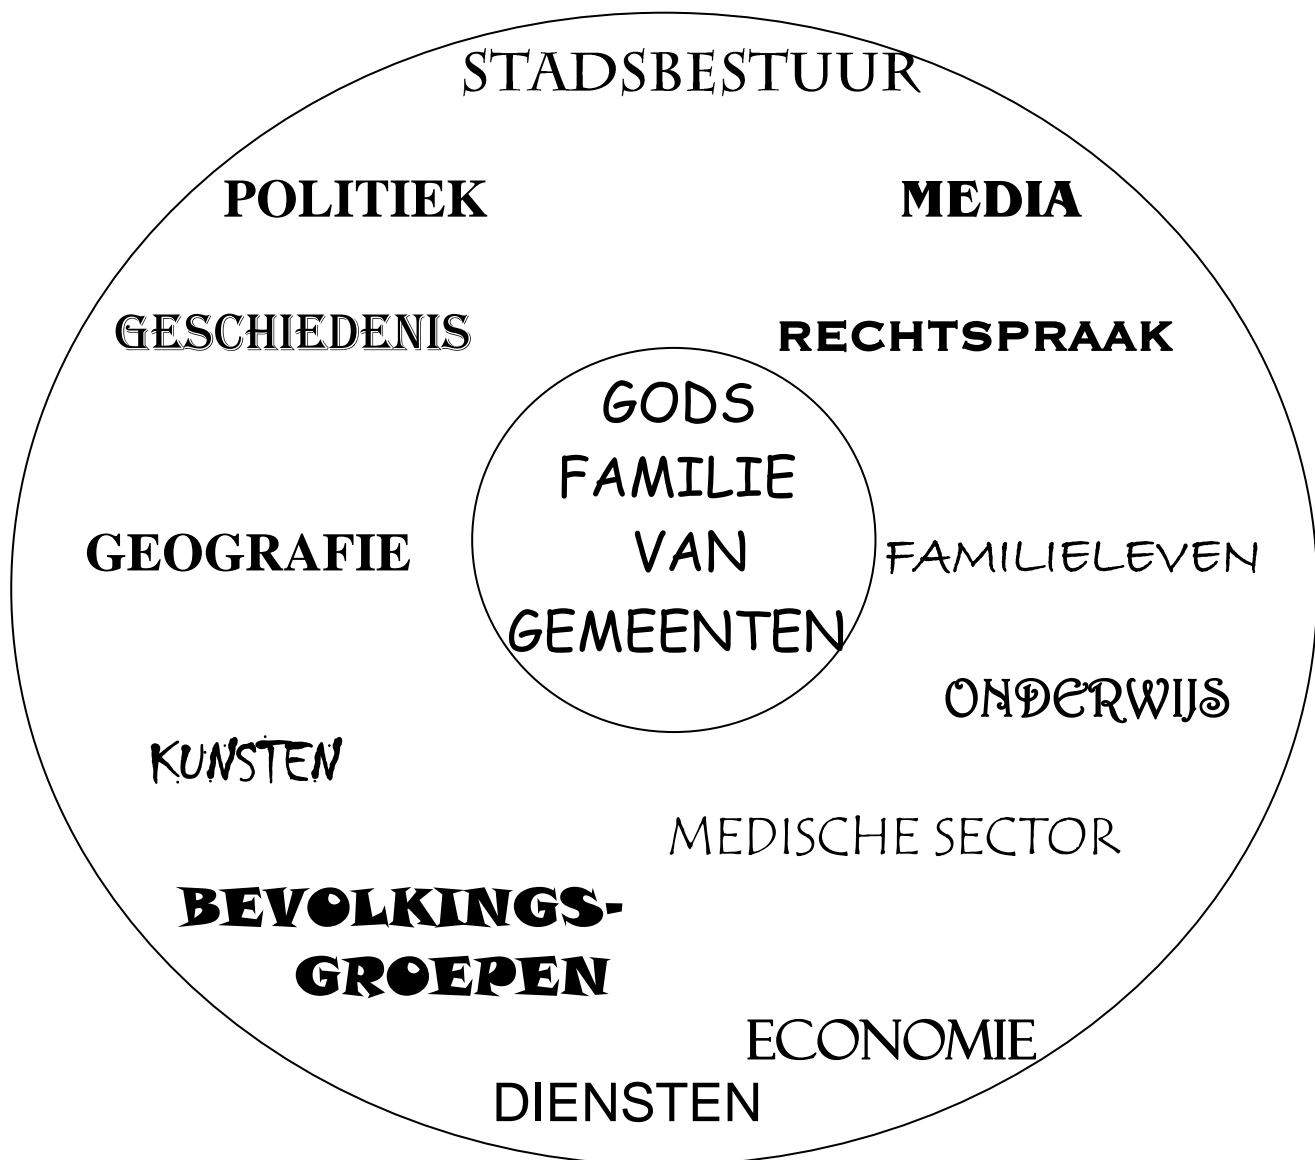 STADSBESTUUR
POLITIEK
MEDIA
GESCHIEDENIS
RECHTSPRAAK
GODS
FAMILIE
VAN
GEMEENTEN
GEOGRAFIE
FAMILIELEVEN
ONDERWIJS
KUNSTEN
MEDISCHE SECTOR
BEVOLKINGS-
GROEPEN
ECONOMIE
DIENSTEN